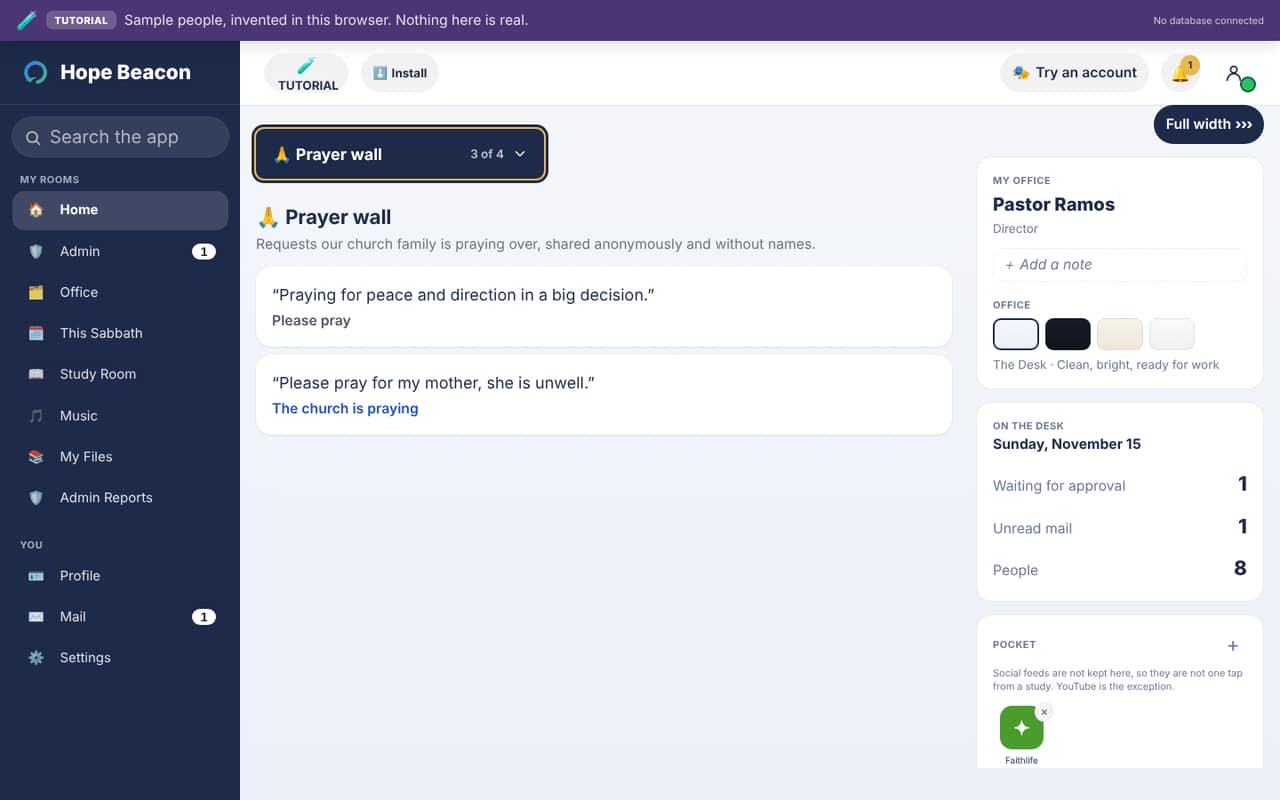 TUTORIAL Sample people, invented in this browser. Nothing here is real.
No database connected
Hope Beacon
Search the app
MY ROOMS
Home
Admin 1
Office
This Sabbath
Study Room
Music
My Files
Admin Reports
YOU
Profile
Mail 1
Settings
TUTORIAL
Install
Try an account
1
Full width ›››
Prayer wall 3 of 4
Prayer wall
Requests our church family is praying over, shared anonymously and without names.
“Praying for peace and direction in a big decision.”
Please pray
“Please pray for my mother, she is unwell.”
The church is praying
MY OFFICE
Pastor Ramos
Director
+ Add a note
OFFICE
The Desk · Clean, bright, ready for work
ON THE DESK
Sunday, November 15
Waiting for approval 1
Unread mail 1
People 8
POCKET +
Social feeds are not kept here, so they are not one tap
from a study. YouTube is the exception.
×
Faithlife